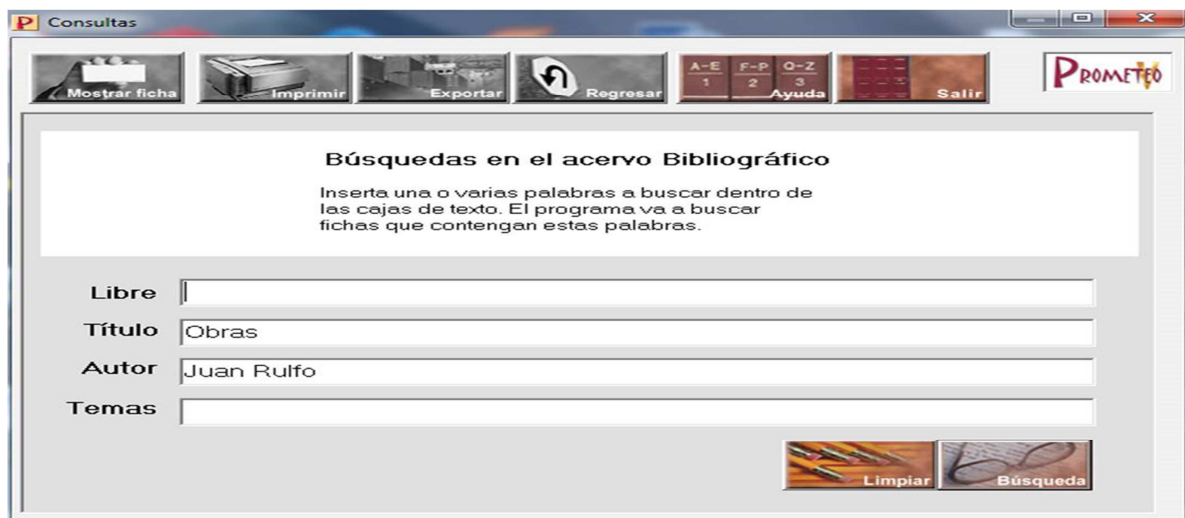 Consultas
Mostrar ficha Imprimir Exportar Regresar A-E 1 F-P 2 Q-Z 3 Ayuda Salir PROMETEO
Búsquedas en el acervo Bibliográfico
Inserta una o varias palabras a buscar dentro de
las cajas de texto. El programa va a buscar
fichas que contengan estas palabras.
Libre
Título Obras
Autor Juan Rulfo
Temas
Limpiar Búsqueda